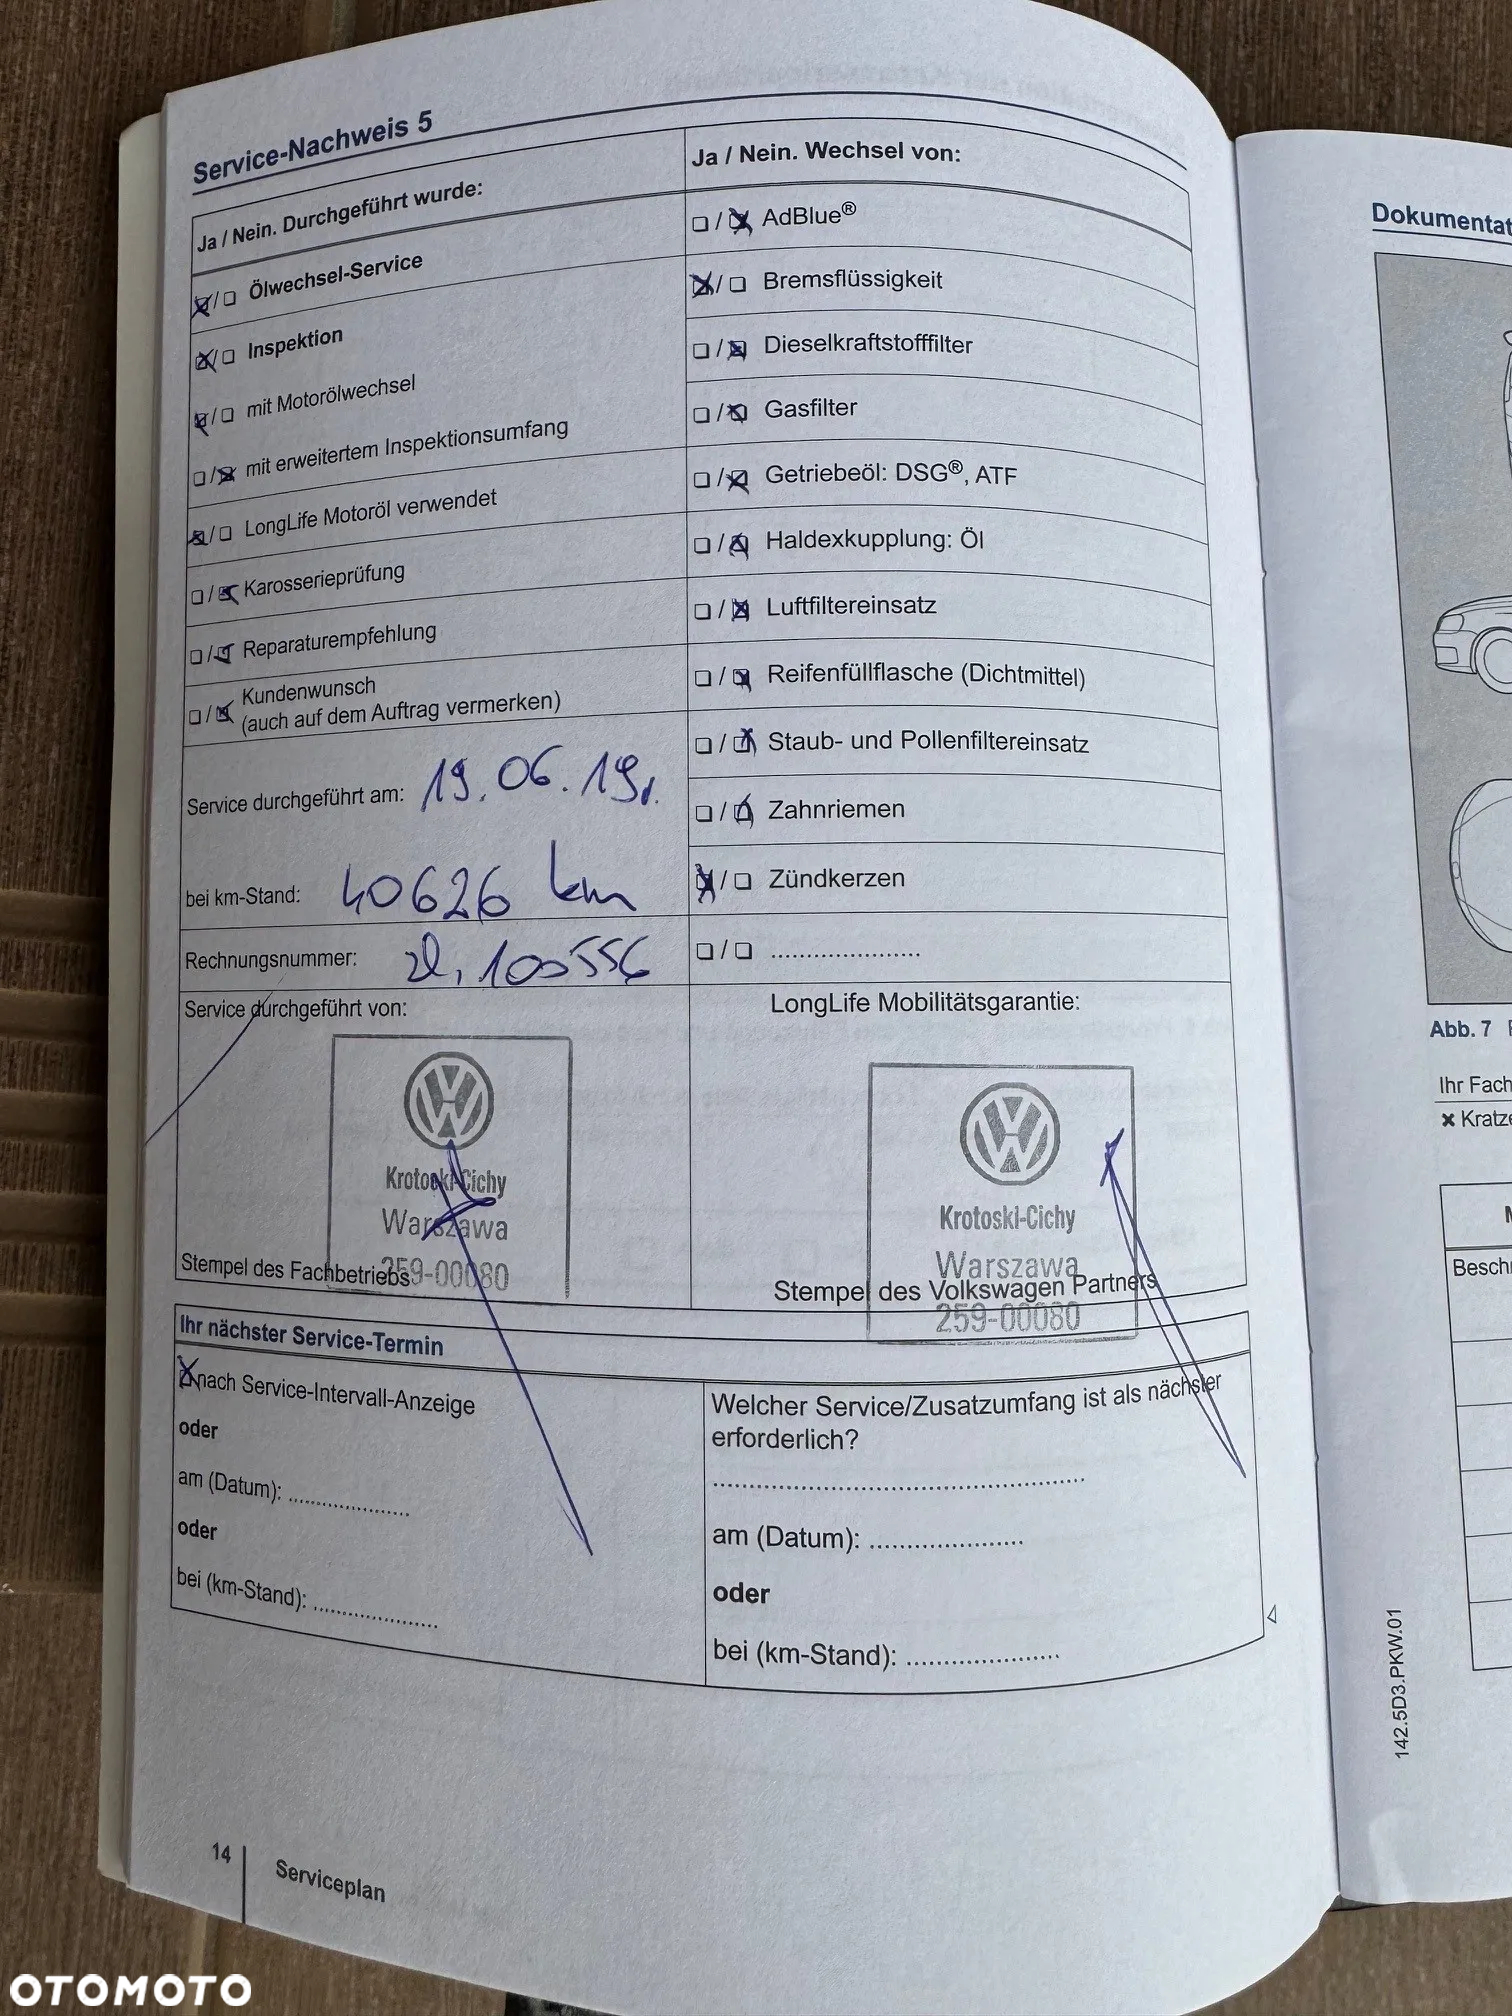 Service-Nachweis 5
Ja / Nein. Durchgeführt wurde:
☒/☐ Ölwechsel-Service
☒/☐ Inspektion
☒/☐ mit Motorölwechsel
☐/☒ mit erweitertem Inspektionsumfang
☒/☐ LongLife Motoröl verwendet
☐/☒ Karosserieprüfung
☐/☒ Reparaturempfehlung
☐/☒ Kundenwunsch
(auch auf dem Auftrag vermerken)
Service durchgeführt am: 19.06.19r.
bei km-Stand: 40626 km
Rechnungsnummer: zl. 100556
Service durchgeführt von:
Krotoski-Cichy
Warszawa
259-00080
Stempel des Fachbetriebs
Ja / Nein. Wechsel von:
☐/☒ AdBlue®
☒/☐ Bremsflüssigkeit
☐/☒ Dieselkraftstofffilter
☐/☒ Gasfilter
☐/☒ Getriebeöl: DSG®, ATF
☐/☒ Haldexkupplung: Öl
☐/☒ Luftfiltereinsatz
☐/☒ Reifenfüllflasche (Dichtmittel)
☐/☒ Staub- und Pollenfiltereinsatz
☐/☒ Zahnriemen
☒/☐ Zündkerzen
☐/☐ ......................
LongLife Mobilitätsgarantie:
Krotoski-Cichy
Warszawa
Stempel des Volkswagen Partners
259-00080
Ihr nächster Service-Termin
☒ nach Service-Intervall-Anzeige
oder
am (Datum): ....................
oder
bei (km-Stand): ....................
Welcher Service/Zusatzumfang ist als nächster
erforderlich?
......................................................
am (Datum): ......................
oder
bei (km-Stand): ......................
14
Serviceplan
Abb. 7
Ihr Fach
✖ Kratze
142.5D3.PKW.01
OTOMOTO